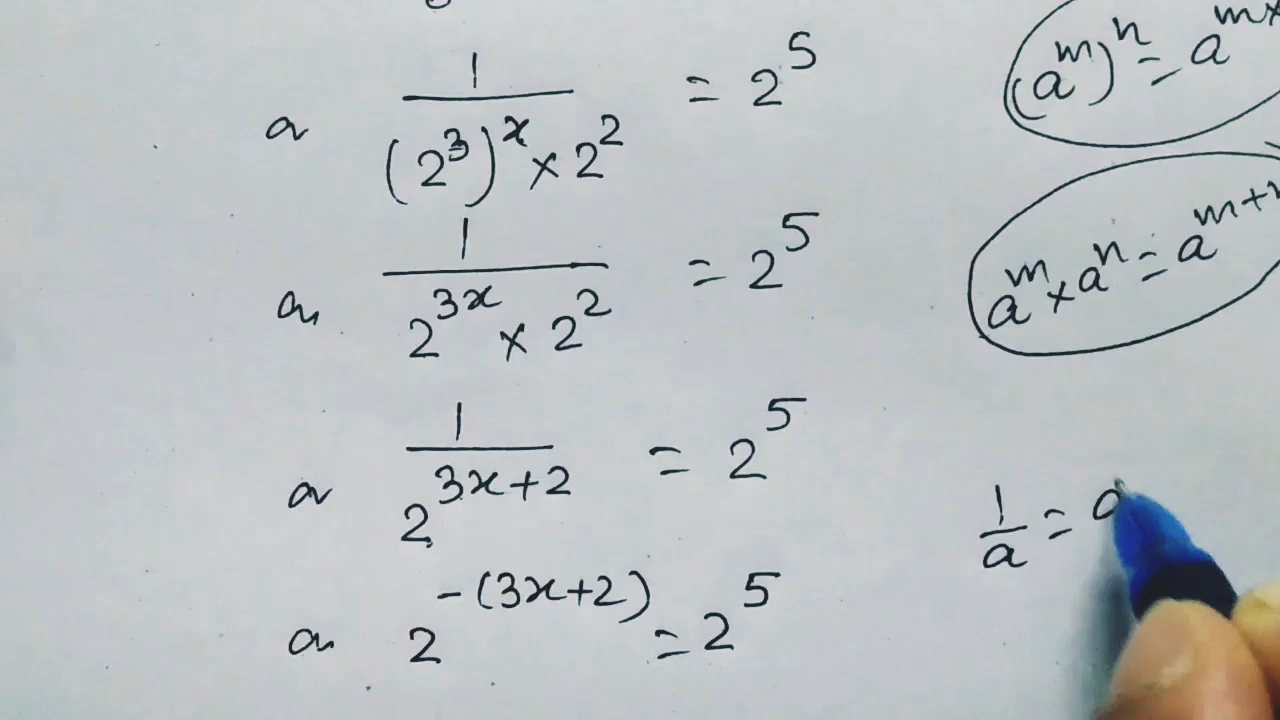 or 1/((2^3)^x × 2^2) = 2^5
(a^m)^n = a^m×
or 1/(2^3x × 2^2) = 2^5
a^m × a^n = a^m+n
or 1/(2^3x+2) = 2^5
1/a = a
or 2^-(3x+2) = 2^5